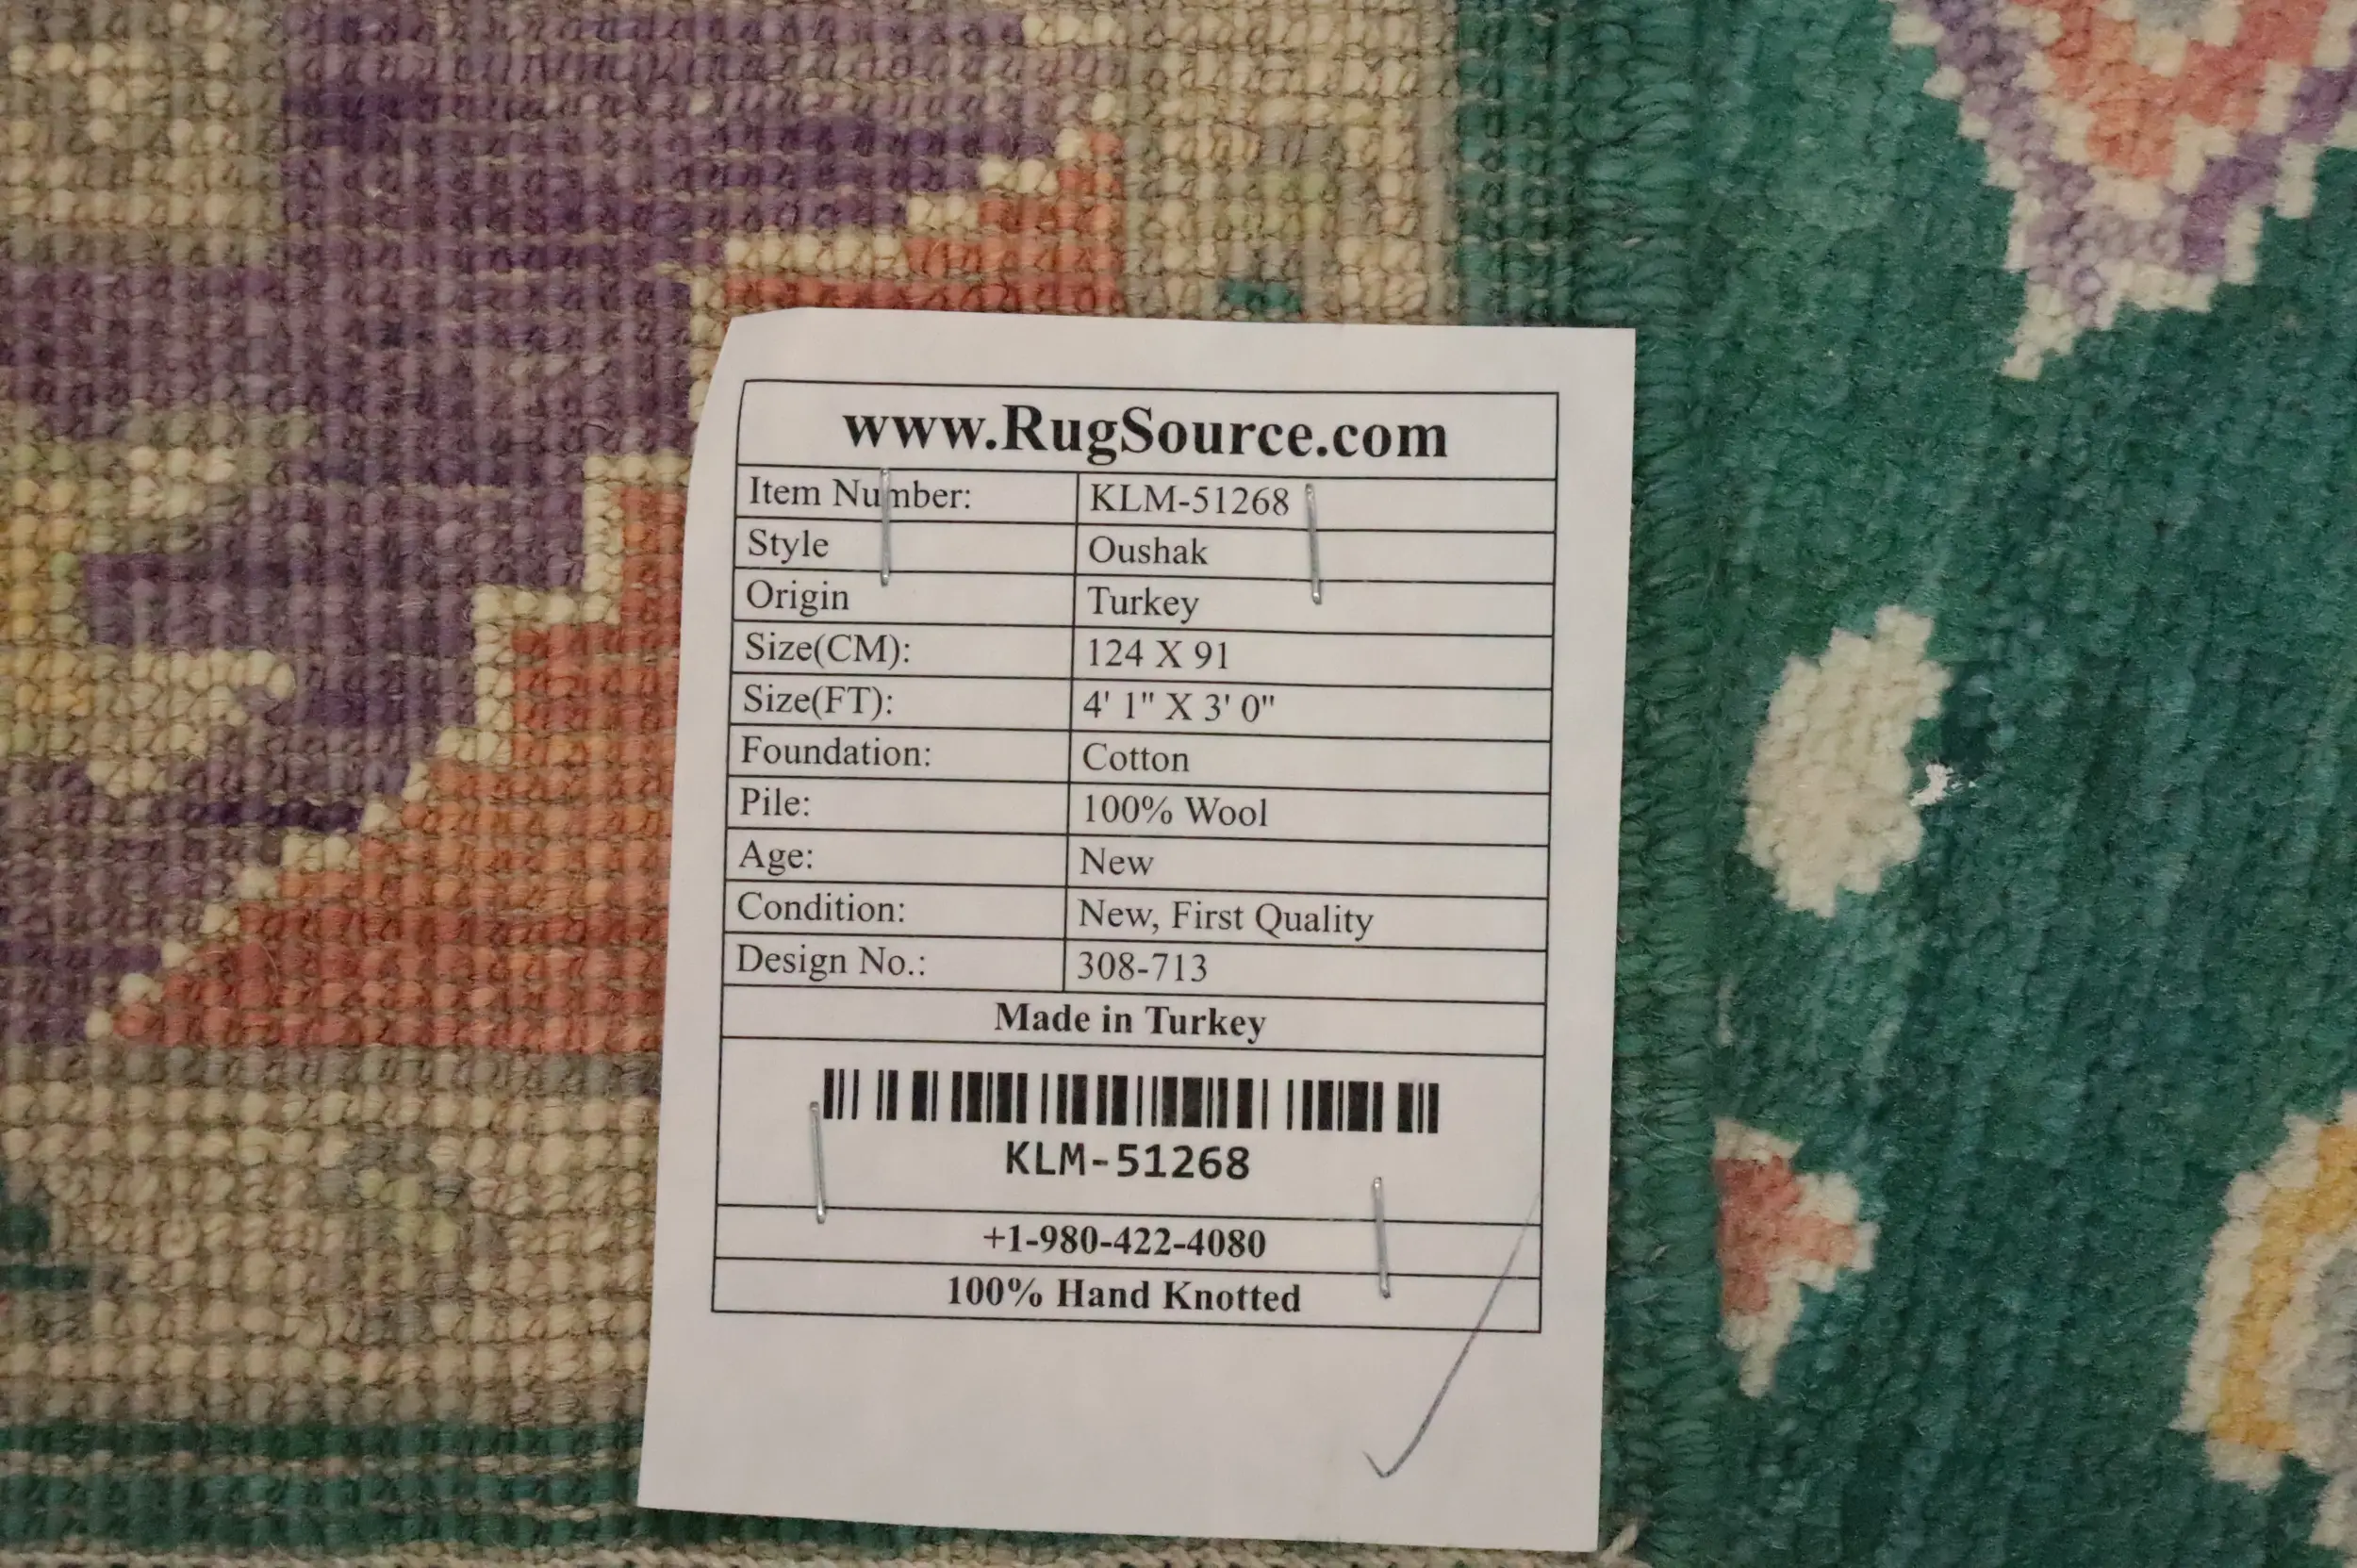 www.RugSource.com
Item Number: KLM-51268
Style Oushak
Origin Turkey
Size(CM): 124 X 91
Size(FT): 4' 1" X 3' 0"
Foundation: Cotton
Pile: 100% Wool
Age: New
Condition: New, First Quality
Design No.: 308-713
Made in Turkey
KLM-51268
+1-980-422-4080
100% Hand Knotted